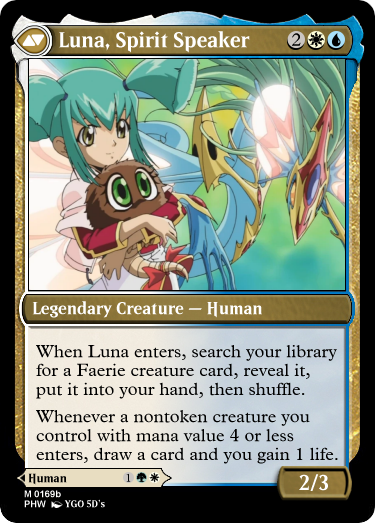 Luna, Spirit Speaker 2
Legendary Creature — Human
When Luna enters, search your library
for a Faerie creature card, reveal it,
put it into your hand, then shuffle.
Whenever a nontoken creature you
control with mana value 4 or less
enters, draw a card and you gain 1 life.
Human 1
2/3
M 0169b
PHW YGO 5D's